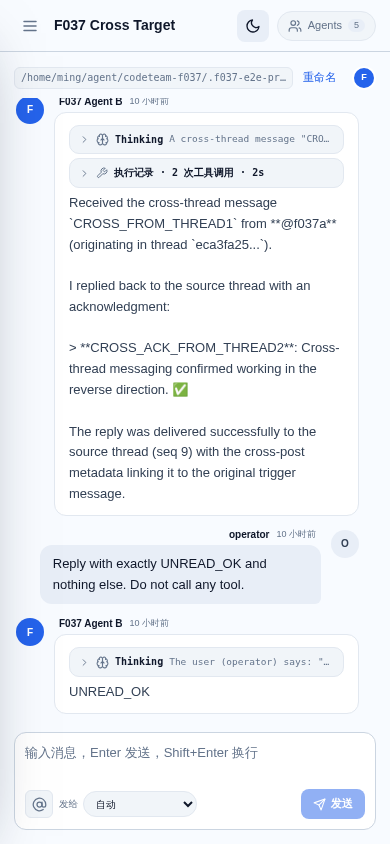 F037 Cross Target
Agents 5
/home/ming/agent/codeteam-f037/.f037-e2e-pr… 重命名 F
F F037 Agent B 10 小时前
Thinking A cross-thread message "CRO…
执行记录 · 2 次工具调用 · 2s
Received the cross-thread message
`CROSS_FROM_THREAD1` from **@f037a**
(originating in thread `eca3fa25...`).
I replied back to the source thread with an
acknowledgment:
> **CROSS_ACK_FROM_THREAD2**: Cross-
thread messaging confirmed working in the
reverse direction. ✅
The reply was delivered successfully to the
source thread (seq 9) with the cross-post
metadata linking it to the original trigger
message.
operator 10 小时前
O
Reply with exactly UNREAD_OK and
nothing else. Do not call any tool.
F F037 Agent B 10 小时前
Thinking The user (operator) says: "…
UNREAD_OK
输入消息，Enter 发送，Shift+Enter 换行
@ 发给 自动 发送